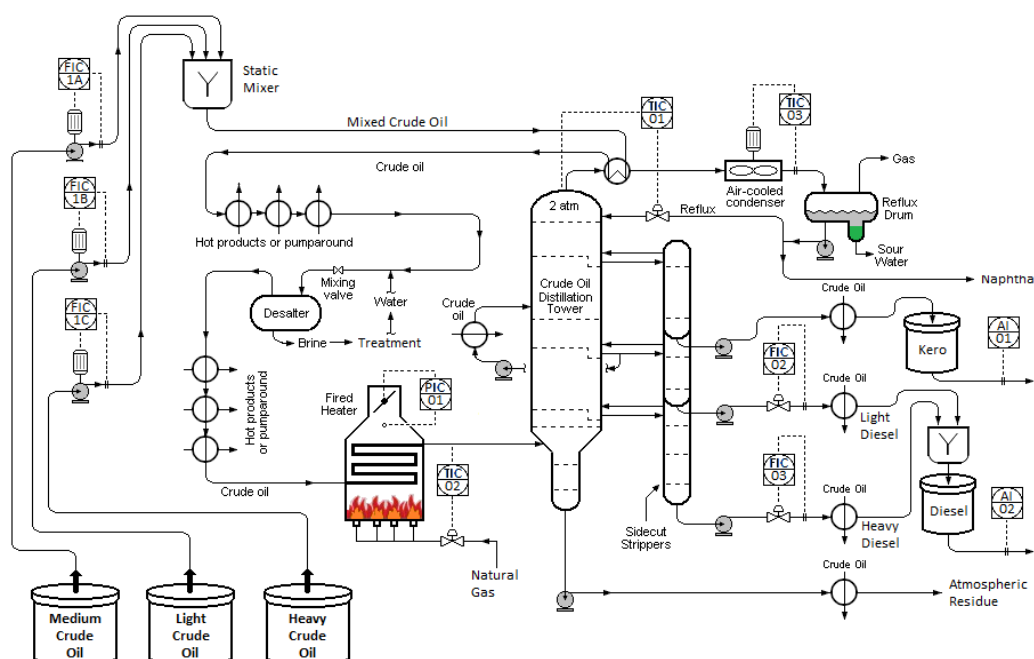 FIC
1A
Static
Mixer
Mixed Crude Oil
TIC
01
TIC
03
Gas
FIC
1B
Crude oil
2 atm
Air-cooled
condenser
Reflux
Reflux
Drum
Sour
Water
Hot products or pumparound
Naphtha
Mixing
valve
Water
Crude
oil
Crude Oil
Distillation
Tower
Crude Oil
FIC
1C
Desalter
Brine
Treatment
Kero
AI
01
FIC
02
Crude Oil
Fired
Heater
PIC
01
Hot products
or pumparound
Light
Diesel
TIC
02
FIC
03
Crude oil
Crude Oil
Diesel
AI
02
Sidecut
Strippers
Heavy
Diesel
Natural
Gas
Crude Oil
Atmospheric
Residue
Medium
Crude
Oil
Light
Crude
Oil
Heavy
Crude
Oil